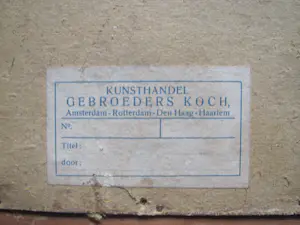 KUNSTHANDEL
GEBROEDERS KOCH,
Amsterdam - Rotterdam - Den Haag - Haarlem
No.
Titel:
door: